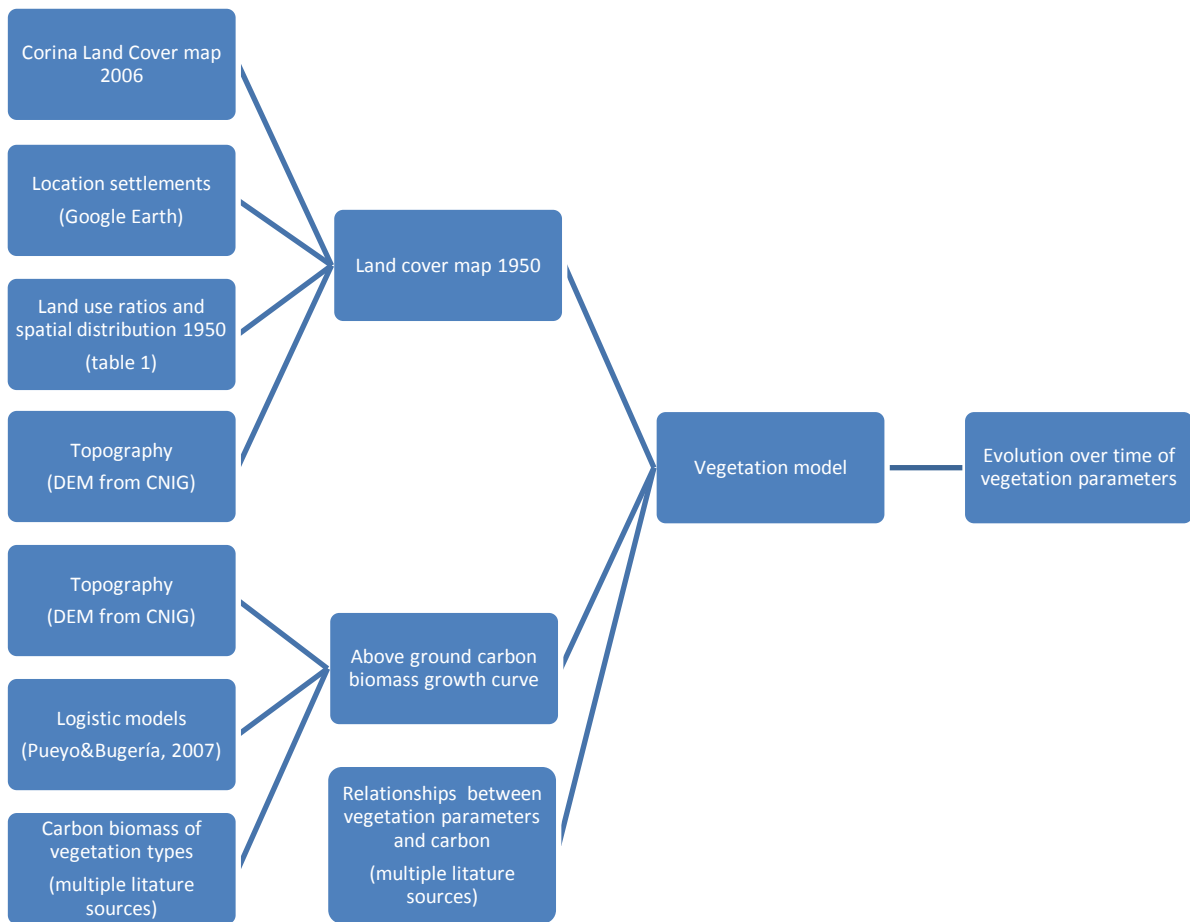 Corina Land Cover map
2006
Location settlements
(Google Earth)
Land use ratios and
spatial distribution 1950
(table 1)
Topography
(DEM from CNIG)
Topography
(DEM from CNIG)
Logistic models
(Pueyo&Bugería, 2007)
Carbon biomass of
vegetation types
(multiple litature
sources)
Land cover map 1950
Above ground carbon
biomass growth curve
Relationships between
vegetation parameters
and carbon
(multiple litature
sources)
Vegetation model
Evolution over time of
vegetation parameters